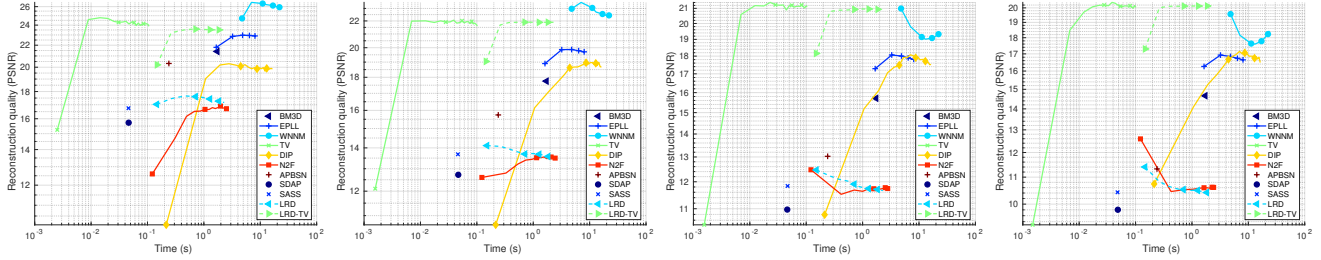 Reconstruction quality (PSNR)
26
24
22
20
18
16
14
12
10^-3
10^-2
10^-1
10^0
10^1
10^2
Time (s)
BM3D
EPLL
WNNM
TV
DIP
N2F
APBSN
SDAP
SASS
LRD
LRD-TV
Reconstruction quality (PSNR)
22
20
18
16
14
12
10^-3
10^-2
10^-1
10^0
10^1
10^2
Time (s)
BM3D
EPLL
WNNM
TV
DIP
N2F
APBSN
SDAP
SASS
LRD
LRD-TV
Reconstruction quality (PSNR)
21
20
19
18
17
16
15
14
13
12
11
10^-3
10^-2
10^-1
10^0
10^1
10^2
Time (s)
BM3D
EPLL
WNNM
TV
DIP
N2F
APBSN
SDAP
SASS
LRD
LRD-TV
Reconstruction quality (PSNR)
20
19
18
17
16
15
14
13
12
11
10
10^-3
10^-2
10^-1
10^0
10^1
10^2
Time (s)
BM3D
EPLL
WNNM
TV
DIP
N2F
APBSN
SDAP
SASS
LRD
LRD-TV